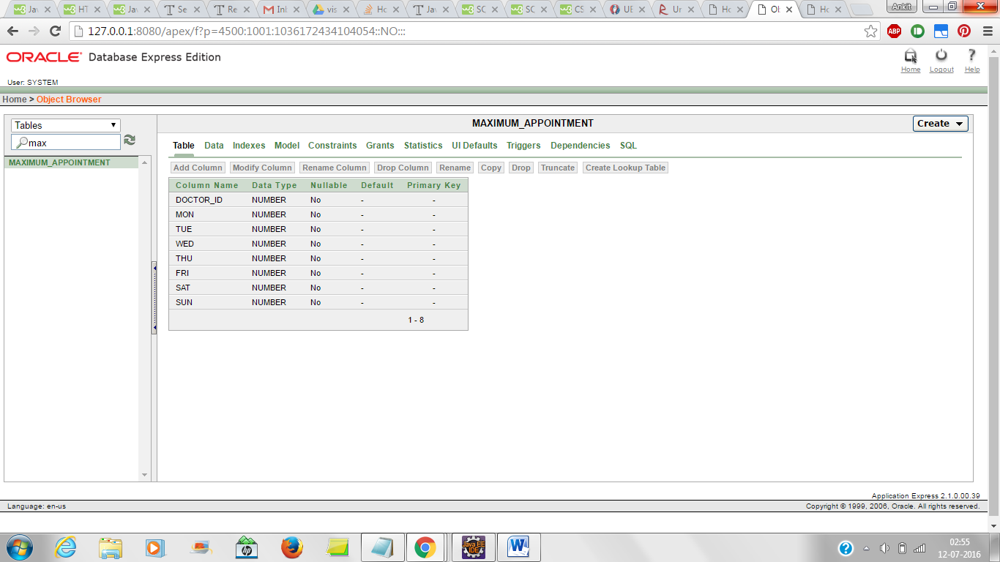 Jav HT Jav Se Re Inl vis Ho Jav SC SC CS UE Ur Ho Ob Ho Ankit
127.0.0.1:8080/apex/f?p=4500:1001:1036172434104054::NO::: ABP
ORACLE Database Express Edition
Home Logout Help
User: SYSTEM
Home > Object Browser
Tables
max
MAXIMUM_APPOINTMENT
MAXIMUM_APPOINTMENT Create
Table Data Indexes Model Constraints Grants Statistics UI Defaults Triggers Dependencies SQL
Add Column Modify Column Rename Column Drop Column Rename Copy Drop Truncate Create Lookup Table
Column Name Data Type Nullable Default Primary Key
DOCTOR_ID NUMBER No - -
MON NUMBER No - -
TUE NUMBER No - -
WED NUMBER No - -
THU NUMBER No - -
FRI NUMBER No - -
SAT NUMBER No - -
SUN NUMBER No - -
1 - 8
Application Express 2.1.0.00.39
Language: en-us
Copyright © 1999, 2006, Oracle. All rights reserved.
hp
Java EE
IDE
W
02:55
12-07-2016